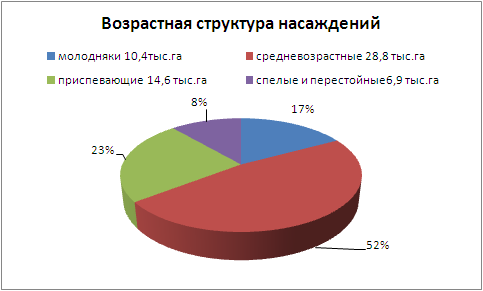 Возрастная структура насаждений
молодняки 10,4тыс.га средневозрастные 28,8 тыс.га
приспевающие 14,6 тыс.га спелые и перестойные6,9 тыс.га
8%
17%
23%
52%